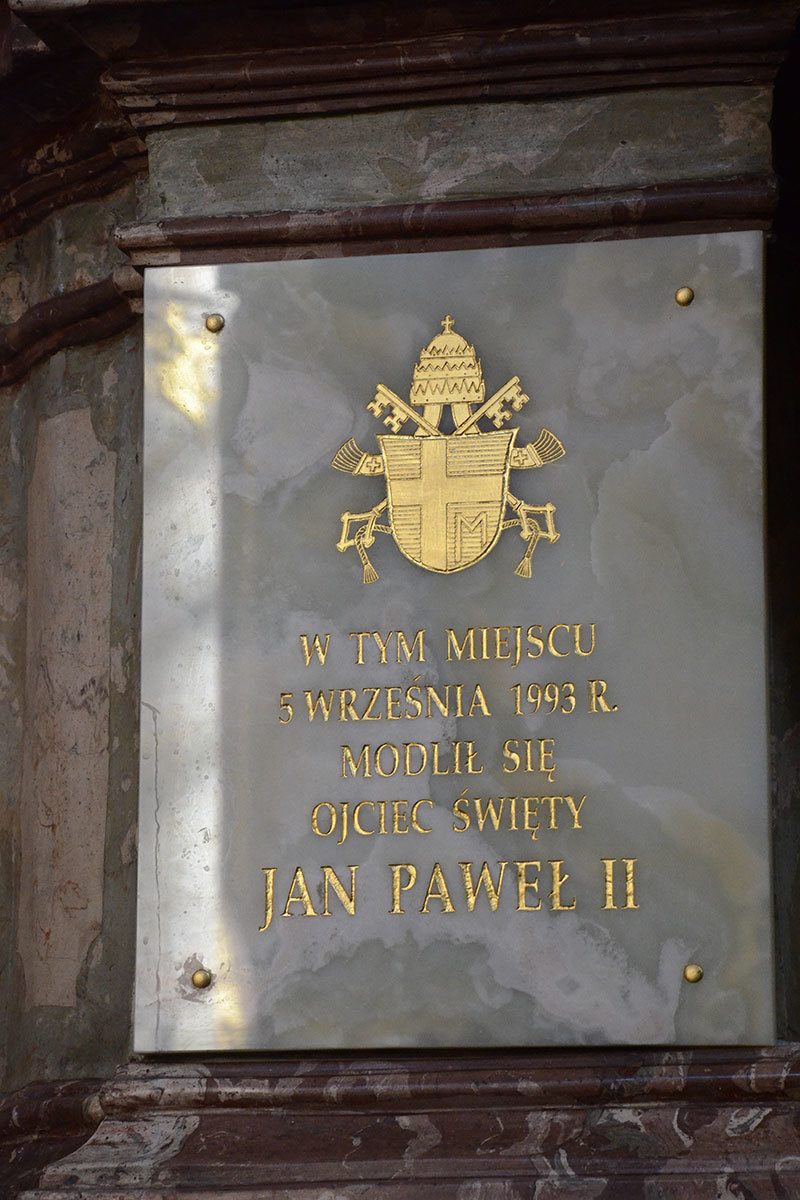 M
W TYM MIEJSCU
5 WRZEŚNIA 1993 R.
MODLIŁ SIĘ
OJCIEC ŚWIĘTY
JAN PAWEŁ II